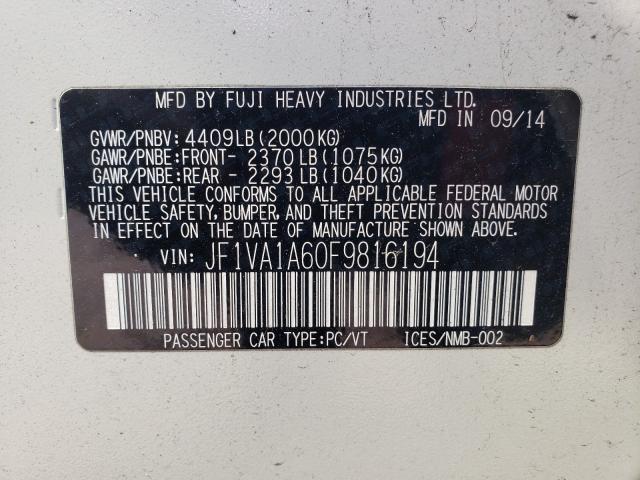 MFD BY FUJI HEAVY INDUSTRIES LTD.
MFD IN 09/14
GVWR/PNBV: 4409LB(2000KG)
GAWR/PNBE:FRONT- 2370LB(1075KG)
GAWR/PNBE:REAR - 2293LB(1040KG)
THIS VEHICLE CONFORMS TO ALL APPLICABLE FEDERAL MOTOR
VEHICLE SAFETY, BUMPER, AND THEFT PREVENTION STANDARDS
IN EFFECT ON THE DATE OF MANUFACTURE SHOWN ABOVE.
VIN: JF1VA1A60F9816194
PASSENGER CAR TYPE:PC/VT ICES/NMB-002